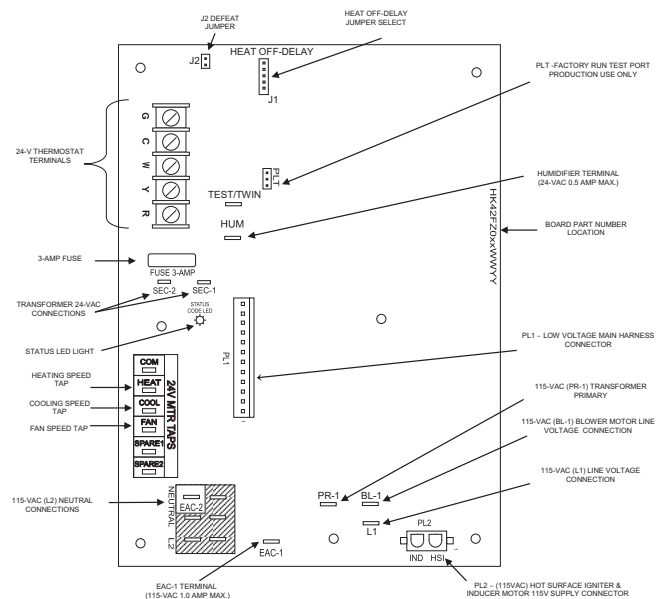 J2 DEFEAT
JUMPER
HEAT OFF-DELAY
JUMPER SELECT
HEAT OFF-DELAY
J2
J1
PLT -FACTORY RUN TEST PORT
PRODUCTION USE ONLY
24-V THERMOSTAT
TERMINALS
G
C
W
Y
R
PLT
TEST/TWIN
HUM
HUMIDIFIER TERMINAL
(24-VAC 0.5 AMP MAX.)
HK42FZ0xxWWYY
BOARD PART NUMBER
LOCATION
3-AMP FUSE
FUSE 3-AMP
SEC-2
SEC-1
TRANSFORMER 24-VAC
CONNECTIONS
STATUS
CODE LED
STATUS LED LIGHT
PL1
PL1 – LOW VOLTAGE MAIN HARNESS
CONNECTOR
COM
HEAT
COOL
FAN
SPARE1
SPARE2
24V MTR TAPS
HEATING SPEED
TAP
COOLING SPEED
TAP
FAN SPEED TAP
115-VAC (PR-1) TRANSFORMER
PRIMARY
115-VAC (BL-1) BLOWER MOTOR LINE
VOLTAGE CONNECTION
115-VAC (L1) LINE VOLTAGE
CONNECTION
115-VAC (L2) NEUTRAL
CONNECTIONS
NEUTRAL
L2
EAC-2
EAC-1
PR-1
BL-1
L1
PL2
1
1
IND
HSI
EAC-1 TERMINAL
(115-VAC 1.0 AMP MAX.)
PL2 – (115VAC) HOT SURFACE IGNITER &
INDUCER MOTOR 115V SUPPLY CONNECTOR